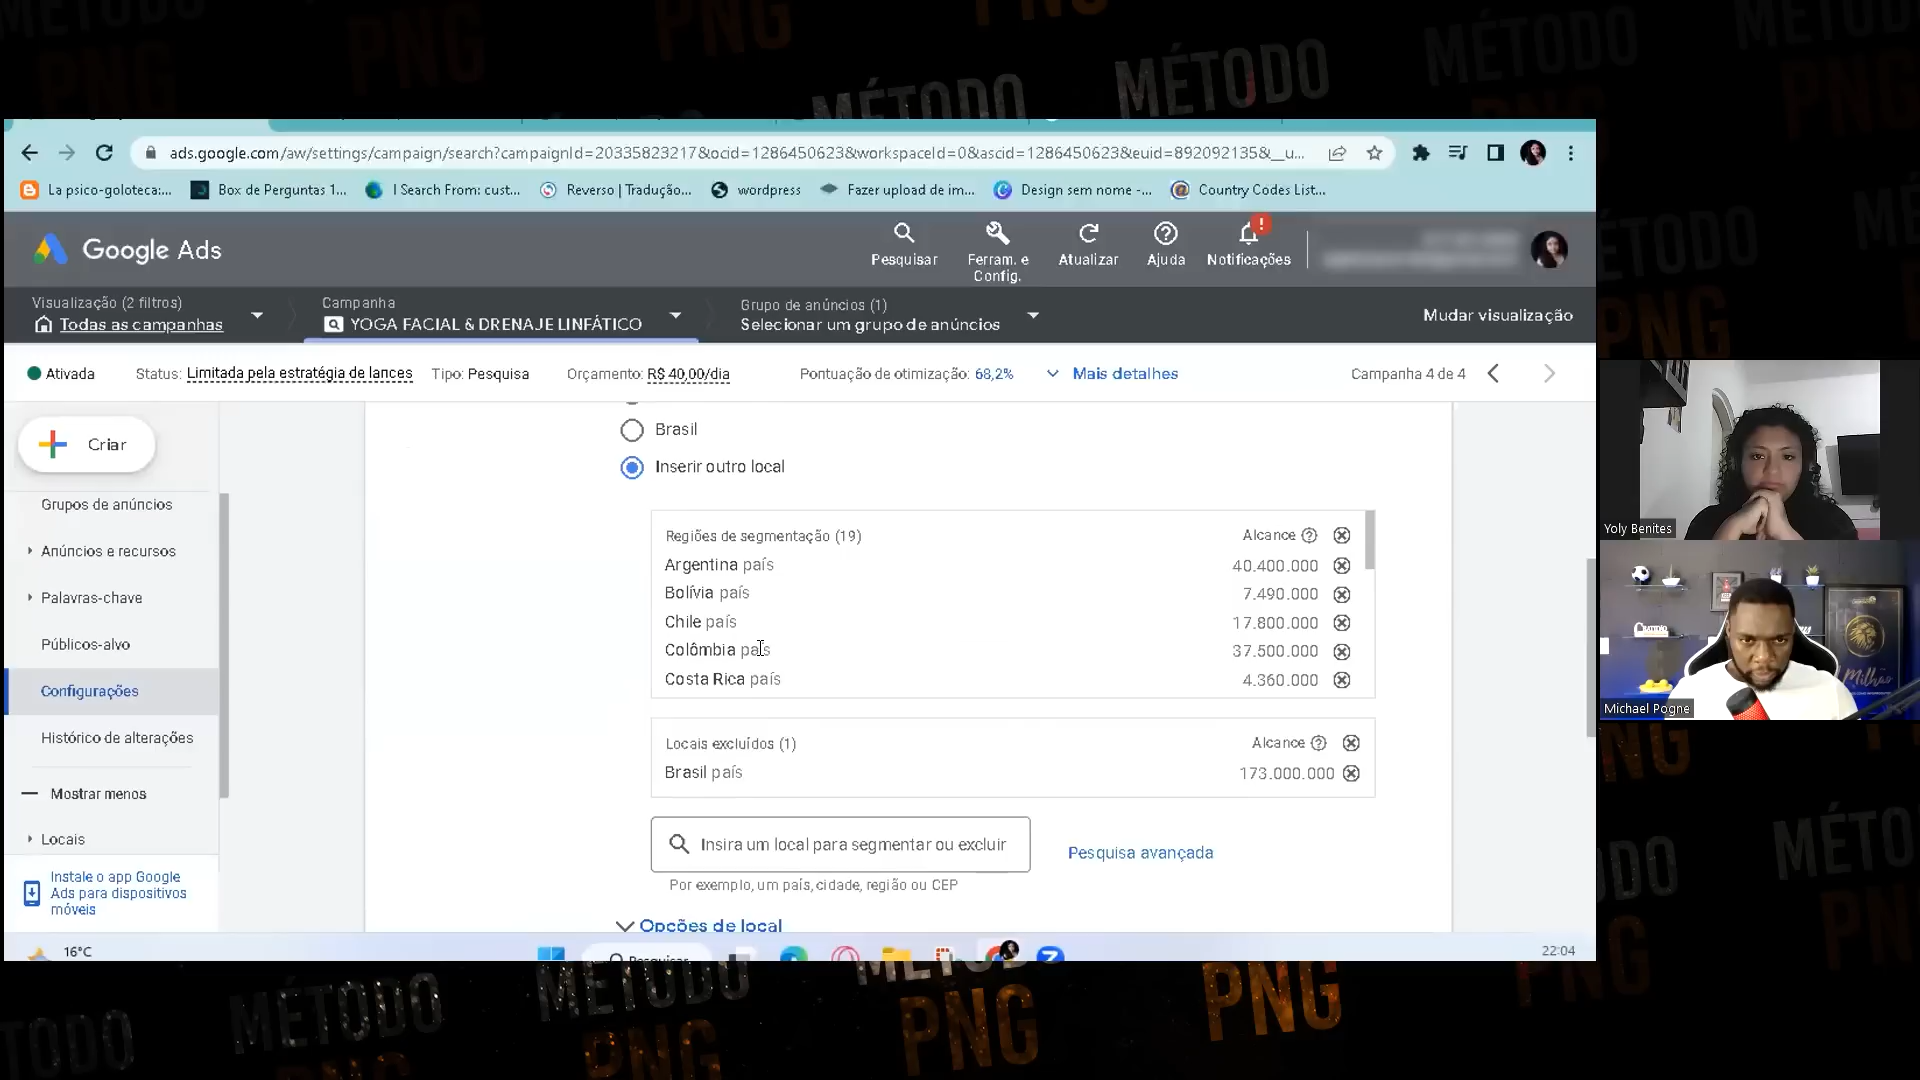 MÉTODO
PNG
ads.google.com/aw/settings/campaign/search?campaignId=20335823217&ocid=1286450623&workspaceId=0&ascid=1286450623&euid=892092135&__u...
La psico-goloteca:...
Box de Perguntas 1...
I Search From: cust...
Reverso | Tradução...
wordpress
Fazer upload de im...
Design sem nome -...
Country Codes List...
Google Ads
Pesquisar
Ferram. e
Config.
Atualizar
Ajuda
Notificações
Visualização (2 filtros)
Todas as campanhas
Campanha
YOGA FACIAL & DRENAJE LINFÁTICO
Grupo de anúncios (1)
Selecionar um grupo de anúncios
Mudar visualização
Ativada
Status: Limitada pela estratégia de lances
Tipo: Pesquisa
Orçamento: R$ 40,00/dia
Pontuação de otimização: 68,2%
Mais detalhes
Campanha 4 de 4
Criar
Grupos de anúncios
Anúncios e recursos
Palavras-chave
Públicos-alvo
Configurações
Histórico de alterações
Mostrar menos
Locais
Instale o app Google
Ads para dispositivos
móveis
Brasil
Inserir outro local
Regiões de segmentação (19) Alcance
Argentina país 40.400.000
Bolívia país 7.490.000
Chile país 17.800.000
Colômbia país 37.500.000
Costa Rica país 4.360.000
Locais excluídos (1) Alcance
Brasil país 173.000.000
Insira um local para segmentar ou excluir
Pesquisa avançada
Por exemplo, um país, cidade, região ou CEP
Opções de local
16°C
Pesquisar
22:04
Yoly Benites
Michael Pogne
MÉTODO
PNG